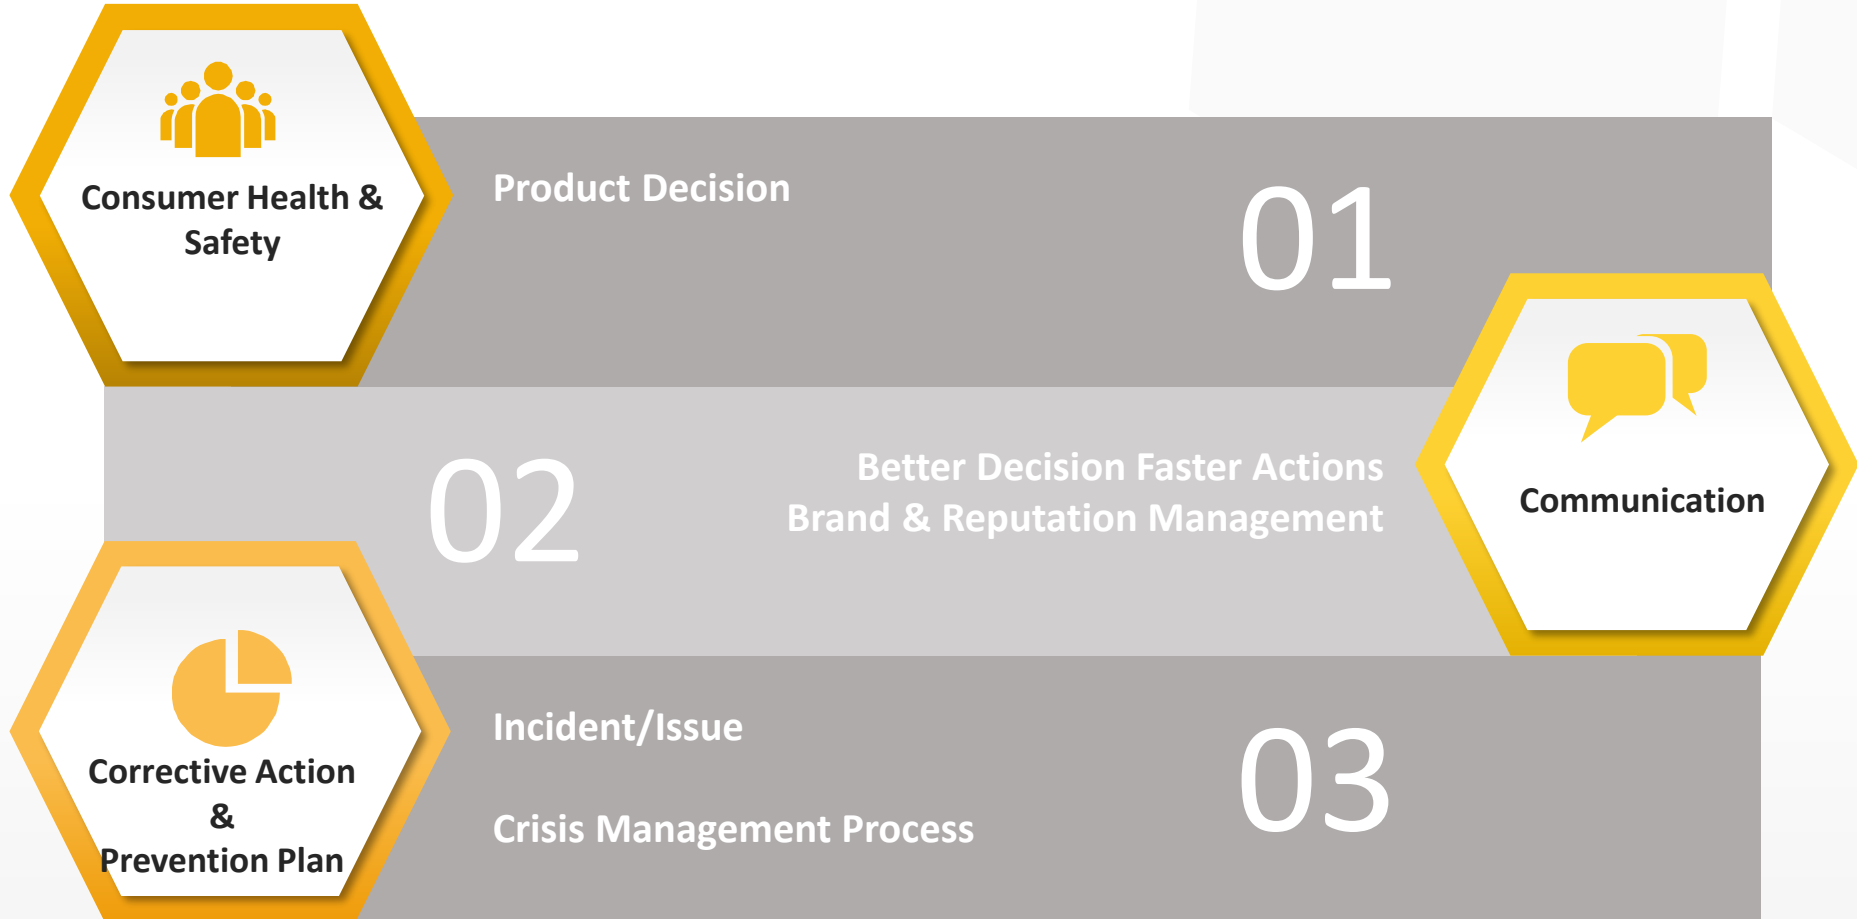 Consumer Health &
Safety
Product Decision
01
02
Better Decision Faster Actions
Brand & Reputation Management
Communication
Corrective Action
&
Prevention Plan
Incident/Issue
Crisis Management Process
03